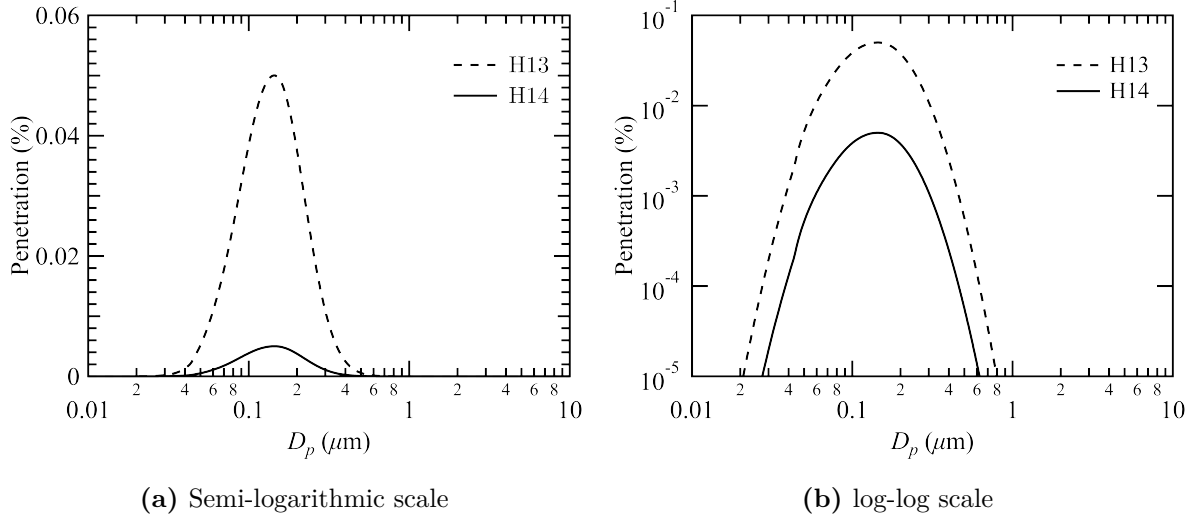 0.06
0.04
0.02
0
Penetration (%)
H13
H14
2 4 6 8 2 4 6 8 2 4 6 8
0.01 0.1 1 10
D_p (μm)
(a) Semi-logarithmic scale
10^-1
10^-2
10^-3
10^-4
10^-5
Penetration (%)
H13
H14
2 4 6 8 2 4 6 8 2 4 6 8
0.01 0.1 1 10
D_p (μm)
(b) log-log scale